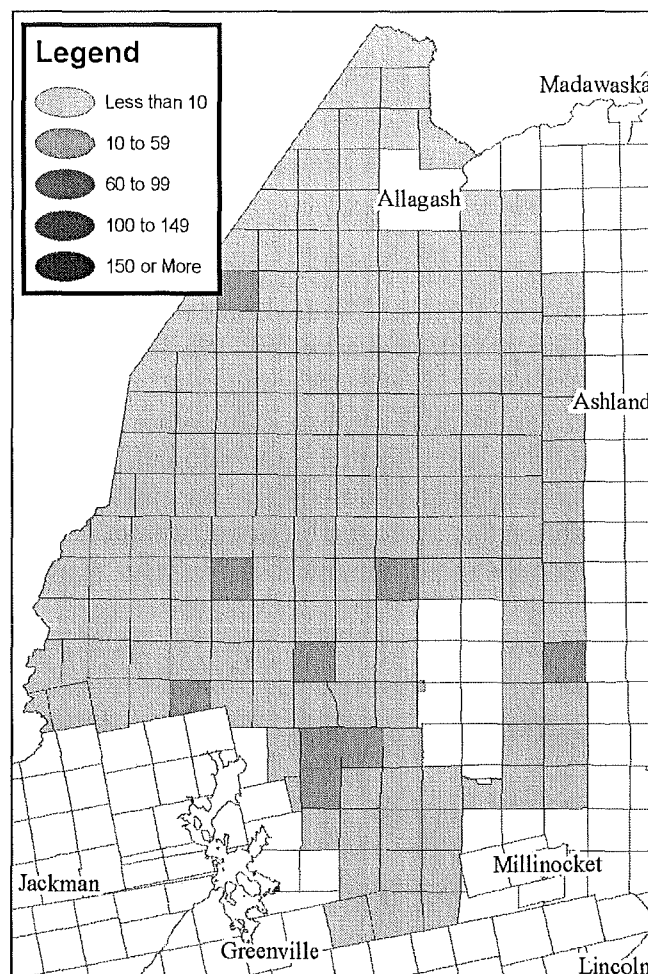 Legend
Less than 10
10 to 59
60 to 99
100 to 149
150 or More
Madawaska
Allagash
Ashland
Millinocket
Jackman
Greenville
Lincoln